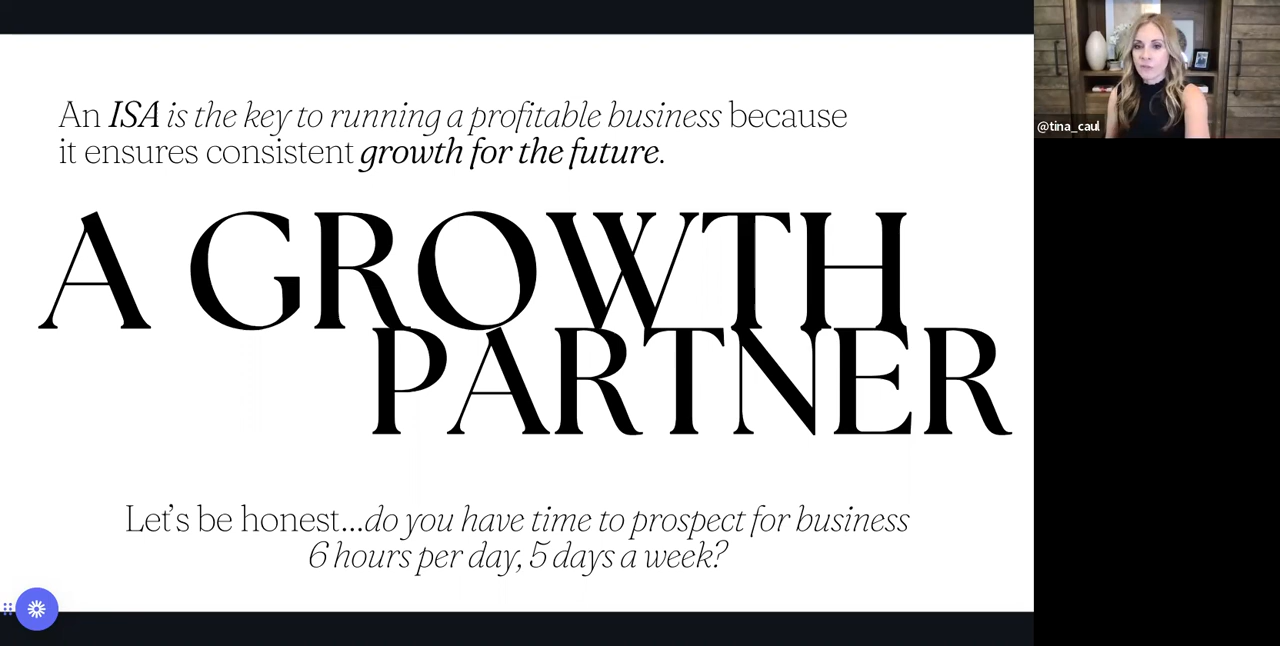 An ISA is the key to running a profitable business because
it ensures consistent growth for the future.
A GROWTH
PARTNER
Let's be honest...do you have time to prospect for business
6 hours per day, 5 days a week?
@tina_caul